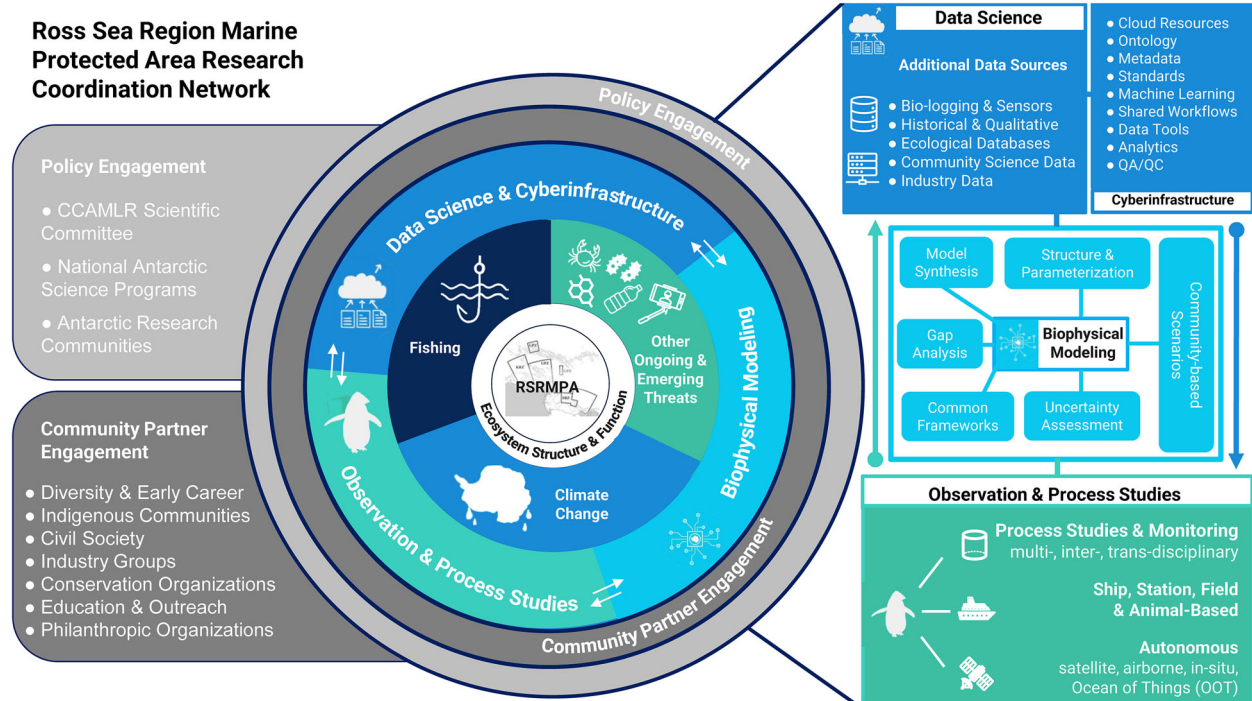 Ross Sea Region Marine
Protected Area Research
Coordination Network
Policy Engagement
● CCAMLR Scientific
Committee
● National Antarctic
Science Programs
● Antarctic Research
Communities
Community Partner
Engagement
● Diversity & Early Career
● Indigenous Communities
● Civil Society
● Industry Groups
● Conservation Organizations
● Education & Outreach
● Philanthropic Organizations
Policy Engagement
Community Partner Engagement
Data Science & Cyberinfrastructure
Biophysical Modeling
Observation & Process Studies
Fishing
Other
Ongoing &
Emerging
Threats
Climate
Change
RSRMPA
Ecosystem Structure & Function
Data Science
Additional Data Sources
● Bio-logging & Sensors
● Historical & Qualitative
● Ecological Databases
● Community Science Data
● Industry Data
● Cloud Resources
● Ontology
● Metadata
● Standards
● Machine Learning
● Shared Workflows
● Data Tools
● Analytics
● QA/QC
Cyberinfrastructure
Model
Synthesis
Structure &
Parameterization
Gap
Analysis
Biophysical
Modeling
Common
Frameworks
Uncertainty
Assessment
Community-based
Scenarios
Observation & Process Studies
Process Studies & Monitoring
multi-, inter-, trans-disciplinary
Ship, Station, Field
& Animal-Based
Autonomous
satellite, airborne, in-situ,
Ocean of Things (OOT)